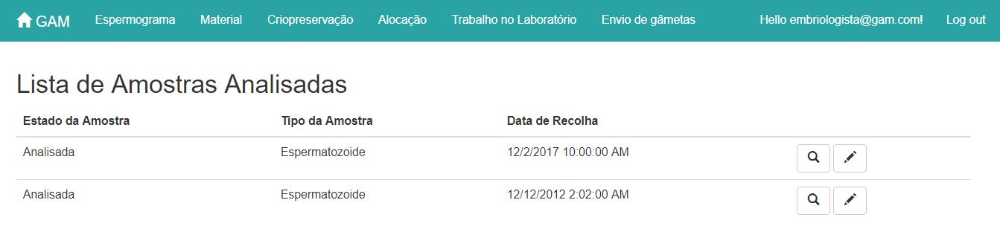 GAM Espermograma Material Criopreservação Alocação Trabalho no Laboratório Envio de gâmetas Hello embriologista@gam.com! Log out
Lista de Amostras Analisadas
Estado da Amostra Tipo da Amostra Data de Recolha
Analisada Espermatozoide 12/2/2017 10:00:00 AM
Analisada Espermatozoide 12/12/2012 2:02:00 AM